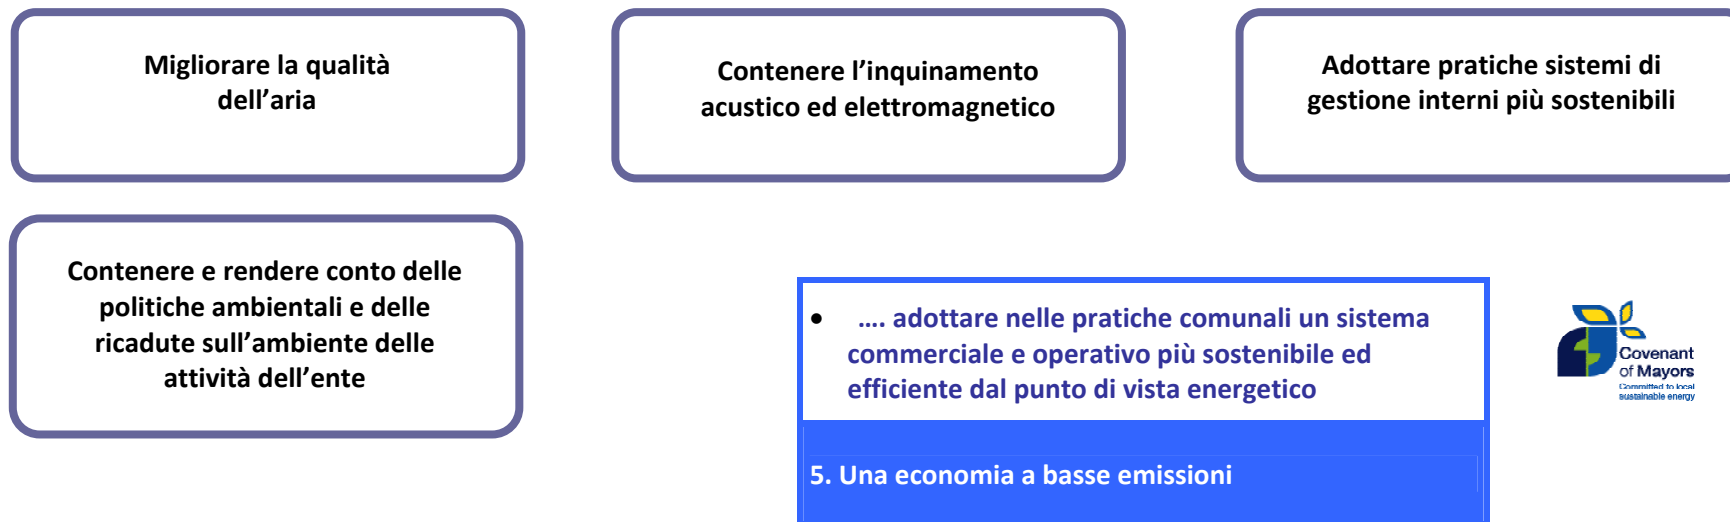 Migliorare la qualità
dell’aria
Contenere l’inquinamento
acustico ed elettromagnetico
Adottare pratiche sistemi di
gestione interni più sostenibili
Contenere e rendere conto delle
politiche ambientali e delle
ricadute sull’ambiente delle
attività dell’ente
• …. adottare nelle pratiche comunali un sistema
commerciale e operativo più sostenibile ed
efficiente dal punto di vista energetico
5. Una economia a basse emissioni
Covenant
of Mayors
Committed to local
sustainable energy